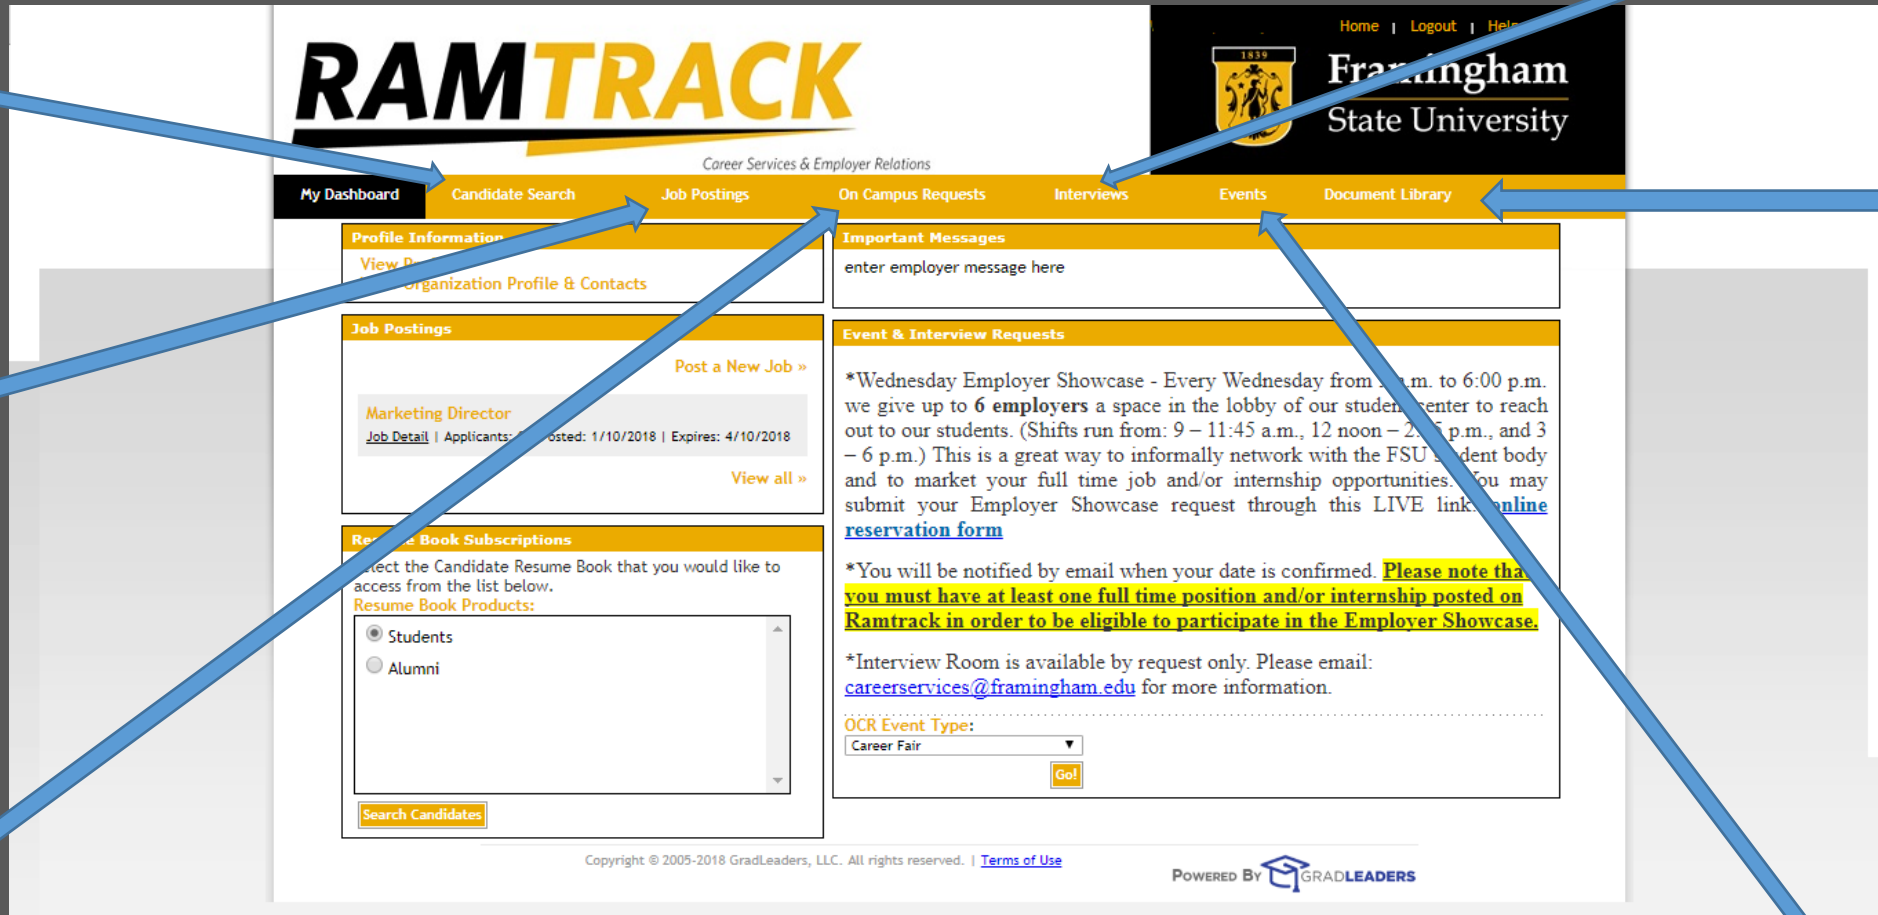 Home | Logout | Help
RAMTRACK
Career Services & Employer Relations
1839
Framingham
State University
My Dashboard Candidate Search Job Postings On Campus Requests Interviews Events Document Library
Profile Information
View
Organization Profile & Contacts
Job Postings
Post a New Job »
Marketing Director
Job Detail | Applicants: Posted: 1/10/2018 | Expires: 4/10/2018
View all »
Resume Book Subscriptions
Select the Candidate Resume Book that you would like to
access from the list below.
Resume Book Products:
Students
Alumni
Search Candidates
Important Messages
enter employer message here
Event & Interview Requests
*Wednesday Employer Showcase - Every Wednesday from a.m. to 6:00 p.m.
we give up to 6 employers a space in the lobby of our student center to reach
out to our students. (Shifts run from: 9 – 11:45 a.m., 12 noon – p.m., and 3
– 6 p.m.) This is a great way to informally network with the FSU student body
and to market your full time job and/or internship opportunities. You may
submit your Employer Showcase request through this LIVE link: online
reservation form
*You will be notified by email when your date is confirmed. Please note that
you must have at least one full time position and/or internship posted on
Ramtrack in order to be eligible to participate in the Employer Showcase.
*Interview Room is available by request only. Please email:
careerservices@framingham.edu for more information.
OCR Event Type:
Career Fair
Go!
Copyright © 2005-2018 GradLeaders, LLC. All rights reserved. | Terms of Use
POWERED BY GRADLEADERS